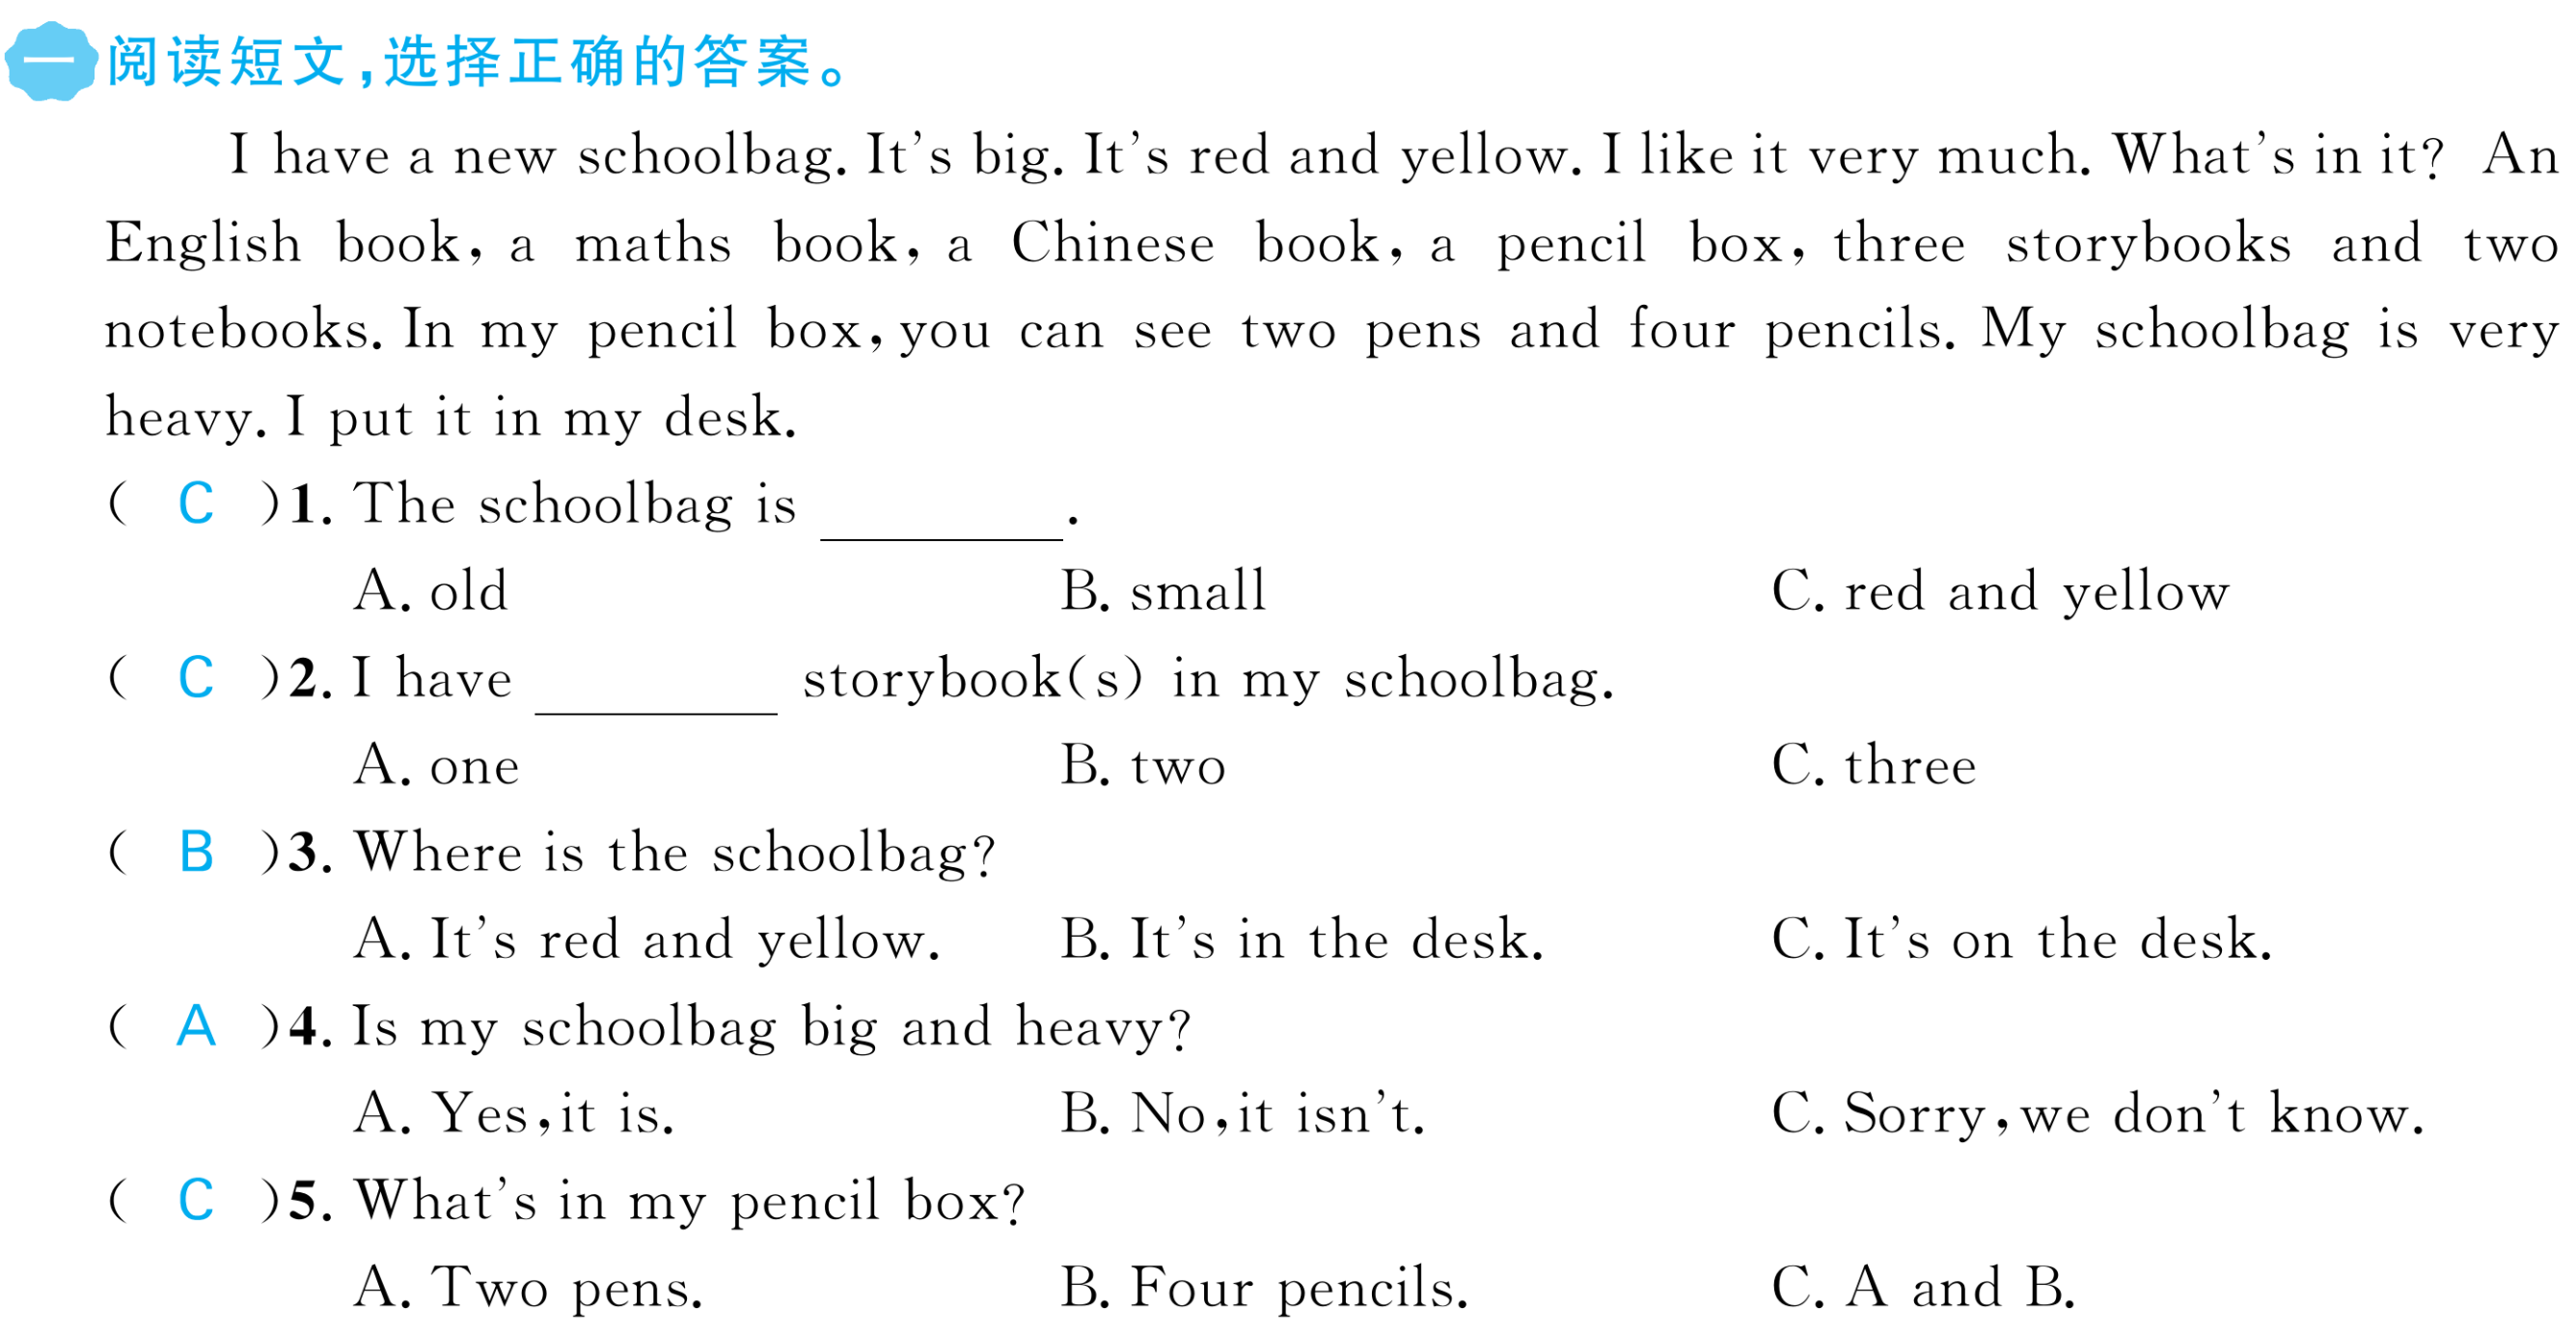 一 阅读短文,选择正确的答案。
I have a new schoolbag. It's big. It's red and yellow. I like it very much. What's in it? An
English book, a maths book, a Chinese book, a pencil box, three storybooks and two
notebooks. In my pencil box, you can see two pens and four pencils. My schoolbag is very
heavy. I put it in my desk.
( C )1. The schoolbag is ________.
A. old B. small C. red and yellow
( C )2. I have ________ storybook(s) in my schoolbag.
A. one B. two C. three
( B )3. Where is the schoolbag?
A. It's red and yellow. B. It's in the desk. C. It's on the desk.
( A )4. Is my schoolbag big and heavy?
A. Yes, it is. B. No, it isn't. C. Sorry, we don't know.
( C )5. What's in my pencil box?
A. Two pens. B. Four pencils. C. A and B.